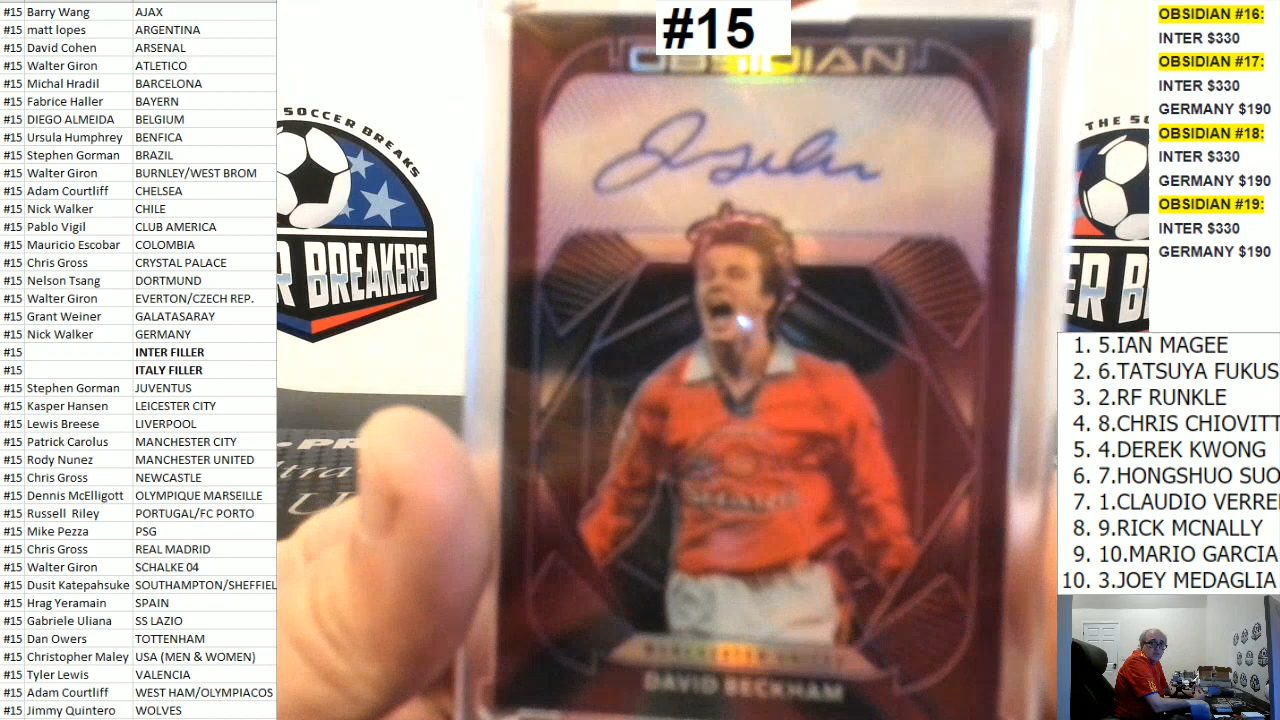 #15 Barry Wang AJAX
#15 matt lopes ARGENTINA
#15 David Cohen ARSENAL
#15 Walter Giron ATLETICO
#15 Michal Hradil BARCELONA
#15 Fabrice Haller BAYERN
#15 DIEGO ALMEIDA BELGIUM
#15 Ursula Humphrey BENFICA
#15 Stephen Gorman BRAZIL
#15 Walter Giron BURNLEY/WEST BROM
#15 Adam Courtliff CHELSEA
#15 Nick Walker CHILE
#15 Pablo Vigil CLUB AMERICA
#15 Mauricio Escobar COLOMBIA
#15 Chris Gross CRYSTAL PALACE
#15 Nelson Tsang DORTMUND
#15 Walter Giron EVERTON/CZECH REP.
#15 Grant Weiner GALATASARAY
#15 Nick Walker GERMANY
#15 INTER FILLER
#15 ITALY FILLER
#15 Stephen Gorman JUVENTUS
#15 Kasper Hansen LEICESTER CITY
#15 Lewis Breese LIVERPOOL
#15 Patrick Carolus MANCHESTER CITY
#15 Rody Nunez MANCHESTER UNITED
#15 Chris Gross NEWCASTLE
#15 Dennis McElligott OLYMPIQUE MARSEILLE
#15 Russell Riley PORTUGAL/FC PORTO
#15 Mike Pezza PSG
#15 Chris Gross REAL MADRID
#15 Walter Giron SCHALKE 04
#15 Dusit Katepahsuke SOUTHAMPTON/SHEFFIEL
#15 Hrag Yeramain SPAIN
#15 Gabriele Uliana SS LAZIO
#15 Dan Owers TOTTENHAM
#15 Christopher Maley USA (MEN & WOMEN)
#15 Tyler Lewis VALENCIA
#15 Adam Courtliff WEST HAM/OLYMPIACOS
#15 Jimmy Quintero WOLVES
SOCCER BREAKS
ER BREAKERS
#15
OBSIDIAN
SHARP
DAVID BECKHAM
THE SO
ER B
OBSIDIAN #16:
INTER $330
OBSIDIAN #17:
INTER $330
GERMANY $190
OBSIDIAN #18:
INTER $330
GERMANY $190
OBSIDIAN #19:
INTER $330
GERMANY $190
1. 5.IAN MAGEE
2. 6.TATSUYA FUKUS
3. 2.RF RUNKLE
4. 8.CHRIS CHIOVITT
5. 4.DEREK KWONG
6. 7.HONGSHUO SUO
7. 1.CLAUDIO VERRE
8. 9.RICK MCNALLY
9. 10.MARIO GARCIA
10. 3.JOEY MEDAGLIA